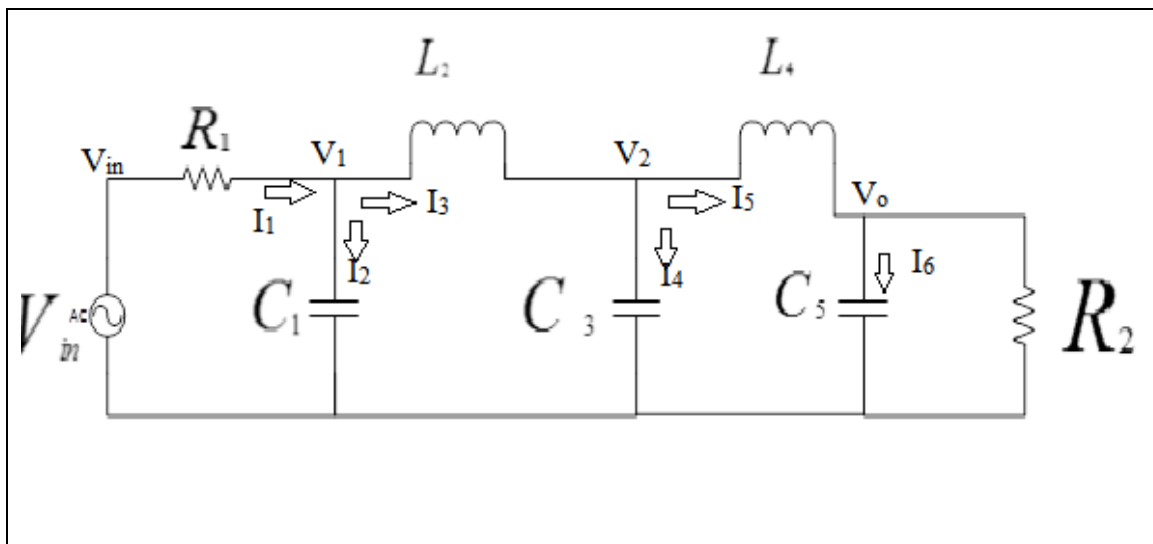 L₂ L₄
R₁
Vin V₁ V₂
I₃ I₅ Vo
I₁
I₂ I₄ I₆
Vin AC C₁ C₃ C₅ R₂